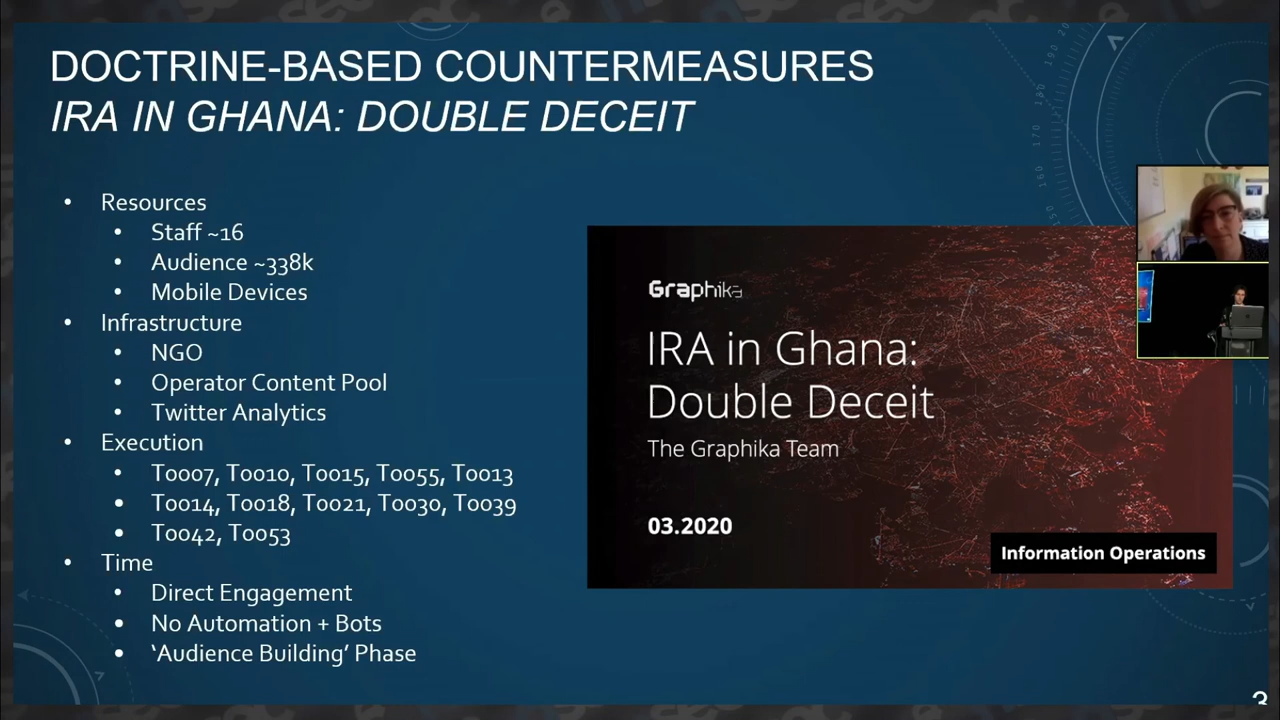 DOCTRINE-BASED COUNTERMEASURES
IRA IN GHANA: DOUBLE DECEIT
• Resources
• Staff ~16
• Audience ~338k
• Mobile Devices
• Infrastructure
• NGO
• Operator Content Pool
• Twitter Analytics
• Execution
• T0007, T0010, T0015, T0055, T0013
• T0014, T0018, T0021, T0030, T0039
• T0042, T0053
• Time
• Direct Engagement
• No Automation + Bots
• ‘Audience Building’ Phase
Graphika
IRA in Ghana:
Double Deceit
The Graphika Team
03.2020
Information Operations